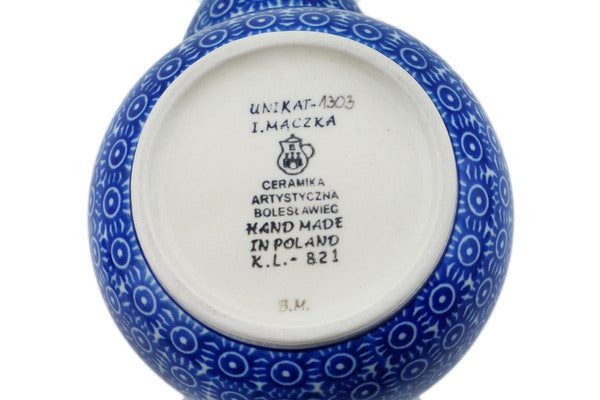 UNIKAT-1303
I. MĄCZKA
B
CERAMIKA
ARTYSTYCZNA
BOLESŁAWIEC
HAND MADE
IN POLAND
K.L.- 821
B.M.